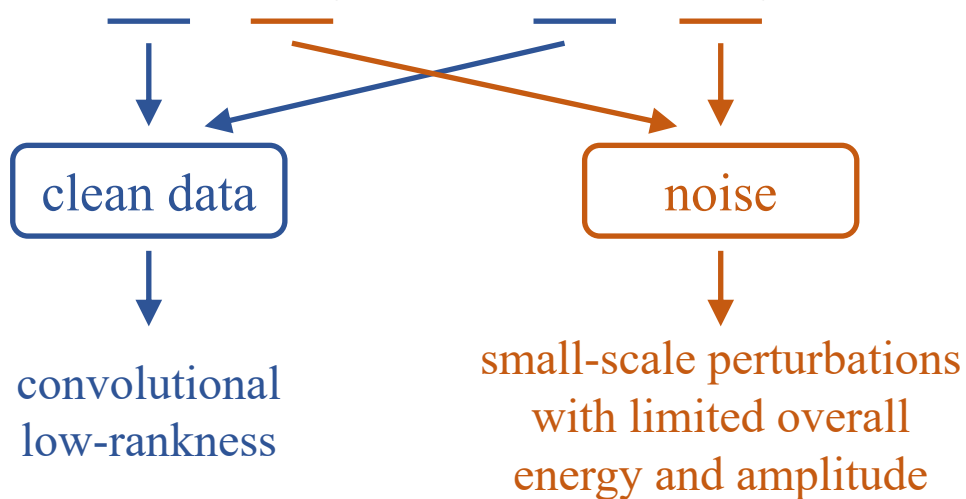 clean data
noise
convolutional
low-rankness
small-scale perturbations
with limited overall
energy and amplitude